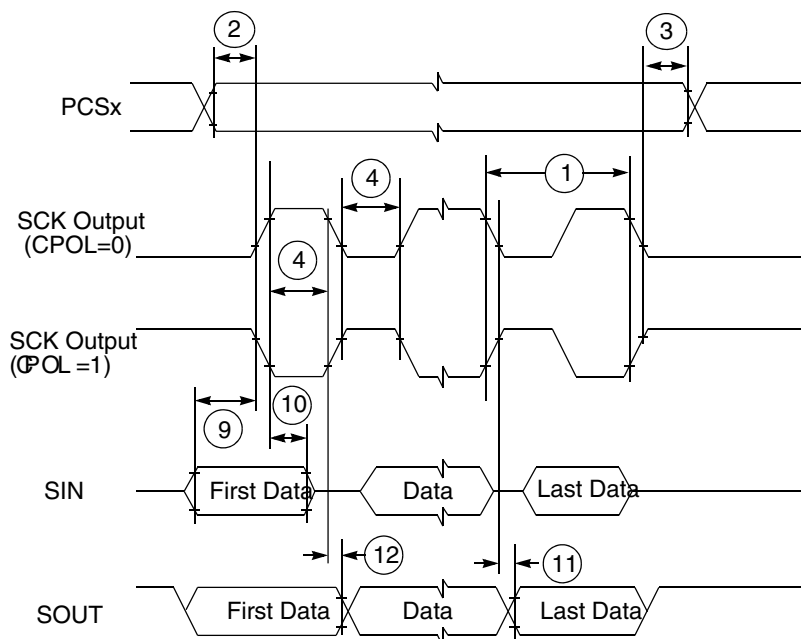 2
3
PCSx
4
1
SCK Output
(CPOL=0)
4
SCK Output
(CPOL=1)
10
9
SIN
First Data
Data
Last Data
12
11
SOUT
First Data
Data
Last Data